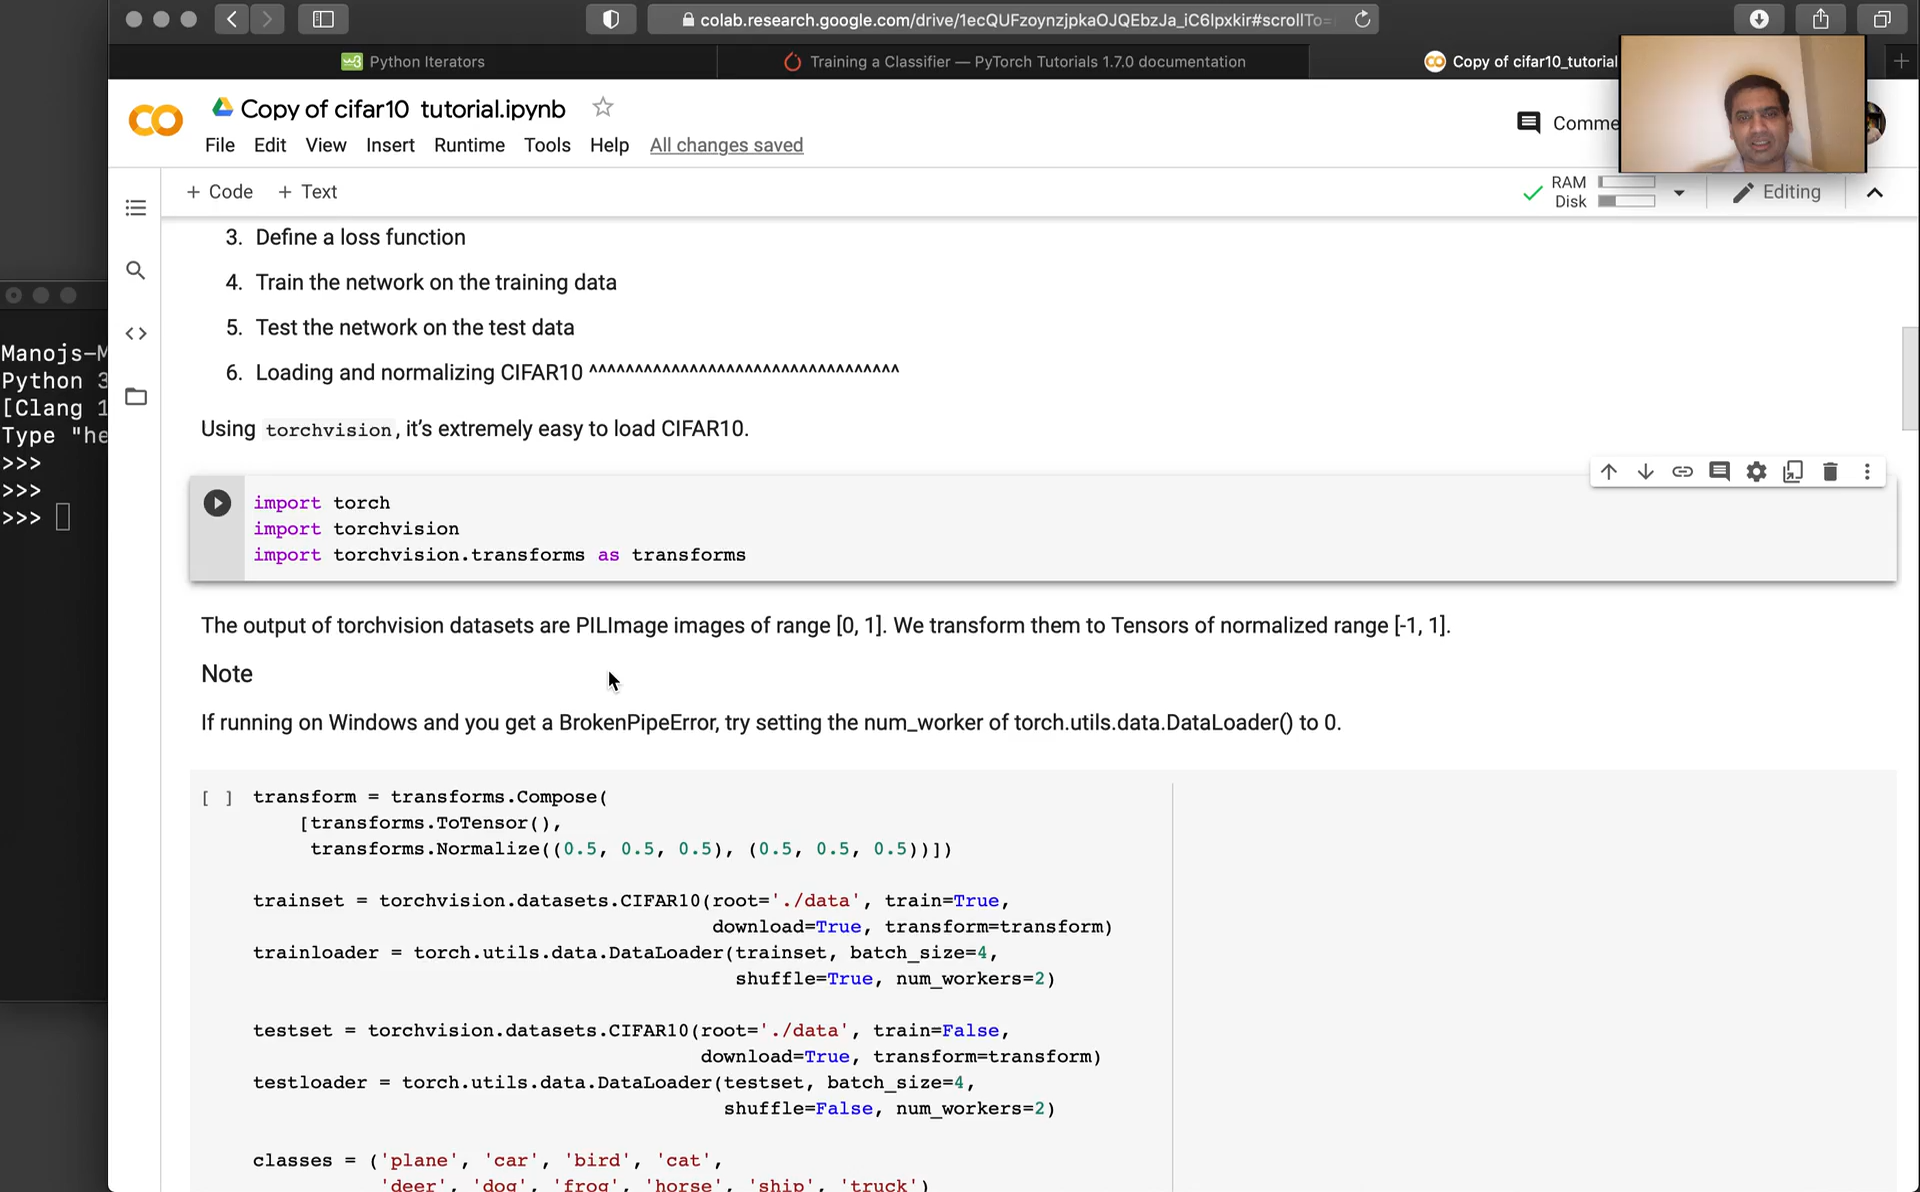 colab.research.google.com/drive/1ecQUFzoynzjpkaOJQEbzJa_iC6lpxkir#scrollTo=
Python Iterators
Training a Classifier — PyTorch Tutorials 1.7.0 documentation
Copy of cifar10_tutorial
Copy of cifar10_tutorial.ipynb
Comme
File Edit View Insert Runtime Tools Help All changes saved
+ Code + Text
RAM
Disk
Editing
3. Define a loss function
4. Train the network on the training data
5. Test the network on the test data
6. Loading and normalizing CIFAR10 ^^^^^^^^^^^^^^^^^^^^^^^^^^^^^^^^^^
Using torchvision, it’s extremely easy to load CIFAR10.
import torch
import torchvision
import torchvision.transforms as transforms
The output of torchvision datasets are PILImage images of range [0, 1]. We transform them to Tensors of normalized range [-1, 1].
Note
If running on Windows and you get a BrokenPipeError, try setting the num_worker of torch.utils.data.DataLoader() to 0.
[ ] transform = transforms.Compose(
[transforms.ToTensor(),
transforms.Normalize((0.5, 0.5, 0.5), (0.5, 0.5, 0.5))])
trainset = torchvision.datasets.CIFAR10(root='./data', train=True,
download=True, transform=transform)
trainloader = torch.utils.data.DataLoader(trainset, batch_size=4,
shuffle=True, num_workers=2)
testset = torchvision.datasets.CIFAR10(root='./data', train=False,
download=True, transform=transform)
testloader = torch.utils.data.DataLoader(testset, batch_size=4,
shuffle=False, num_workers=2)
classes = ('plane', 'car', 'bird', 'cat',
'deer', 'dog', 'frog', 'horse', 'ship', 'truck')
Manojs-M
Python 3
[Clang 1
Type "he
>>>
>>>
>>>